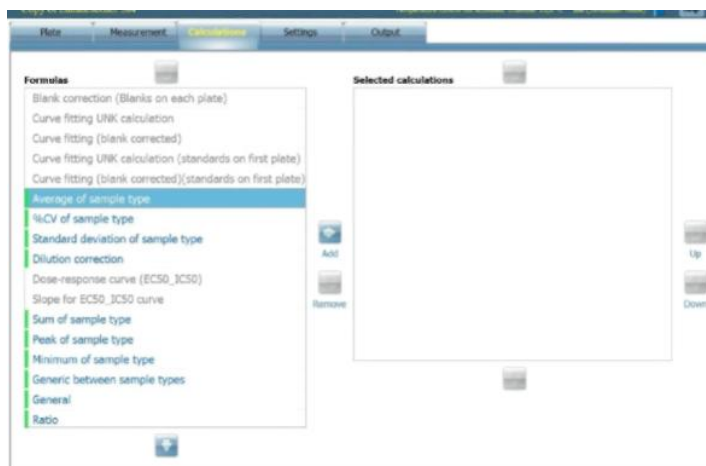 Plate Measurement Calculations Settings Output
Formulas
Selected calculations
Blank correction (Blanks on each plate)
Curve fitting UNK calculation
Curve fitting (blank corrected)
Curve fitting UNK calculation (standards on first plate)
Curve fitting (blank corrected)(standards on first plate)
Average of sample type
%CV of sample type
Standard deviation of sample type
Dilution correction
Dose-response curve (EC50_IC50)
Slope for EC50_IC50 curve
Sum of sample type
Peak of sample type
Minimum of sample type
Generic between sample types
General
Ratio
Add
Remove
Up
Down